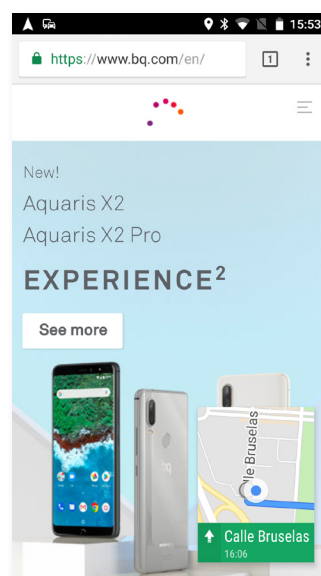 15:53
https://www.bq.com/en/
1
New!
Aquaris X2
Aquaris X2 Pro
EXPERIENCE²
See more
bq
lle Bruselas
Calle Bruselas
16:06